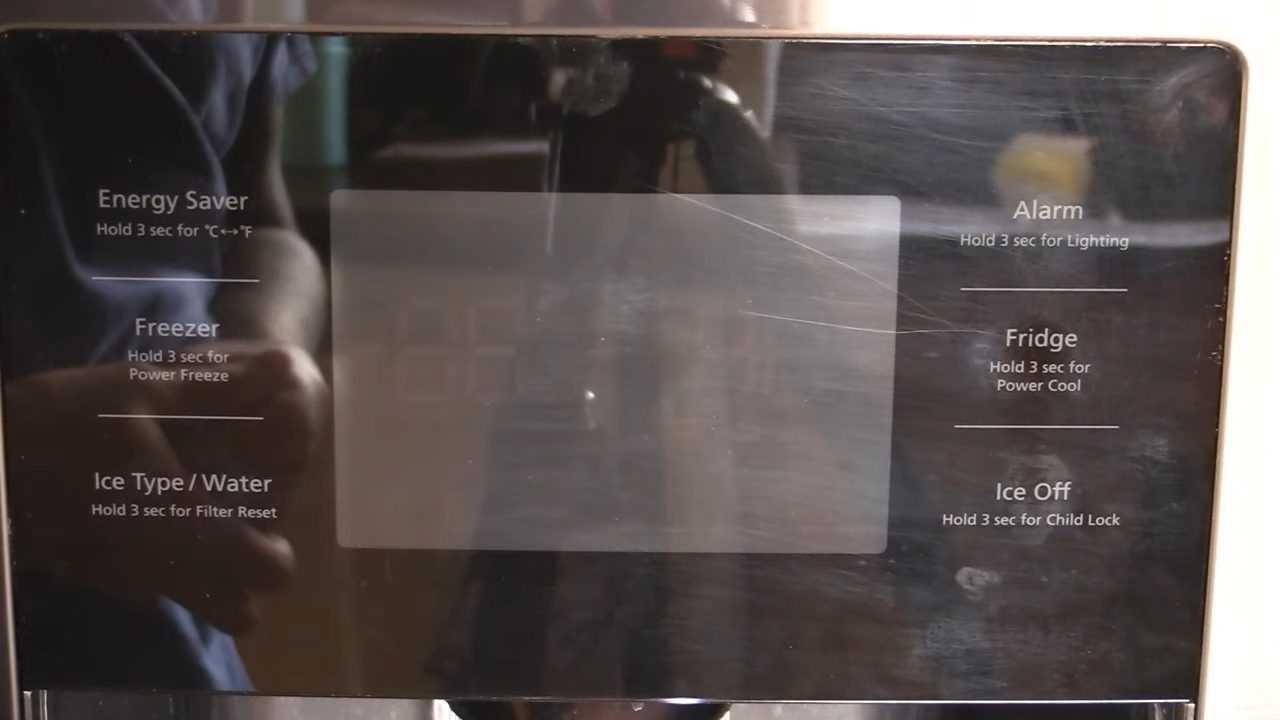 Energy Saver
Hold 3 sec for °C↔°F
Freezer
Hold 3 sec for
Power Freeze
Ice Type / Water
Hold 3 sec for Filter Reset
Alarm
Hold 3 sec for Lighting
Fridge
Hold 3 sec for
Power Cool
Ice Off
Hold 3 sec for Child Lock